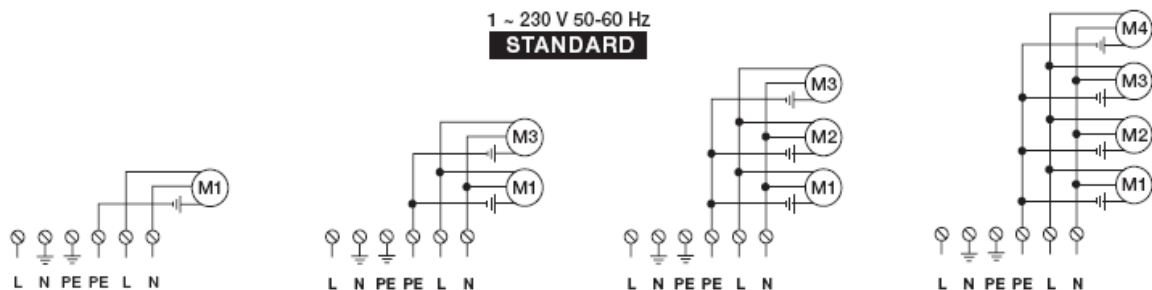 1 ~ 230 V 50-60 Hz
STANDARD
M1
L N PE PE L N
M3
M1
L N PE PE L N
M3
M2
M1
L N PE PE L N
M4
M3
M2
M1
L N PE PE L N